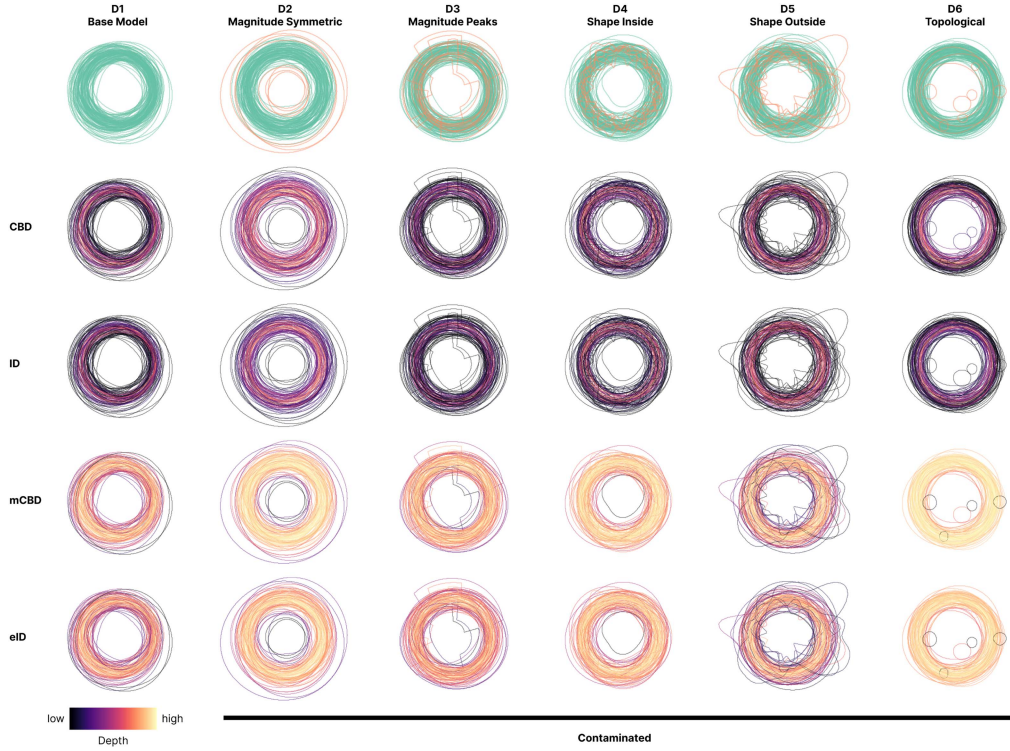 D1
Base Model
D2
Magnitude Symmetric
D3
Magnitude Peaks
D4
Shape Inside
D5
Shape Outside
D6
Topological
CBD
ID
mCBD
eID
low
high
Depth
Contaminated